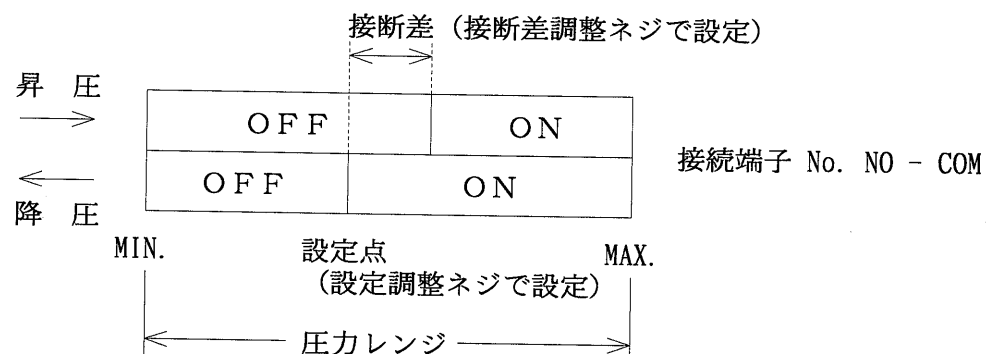 接断差（接断差調整ネジで設定）
昇 圧
OFF ON
接続端子 No. NO - COM
OFF ON
降 圧
MIN. 設定点 MAX.
（設定調整ネジで設定）
圧力レンジ